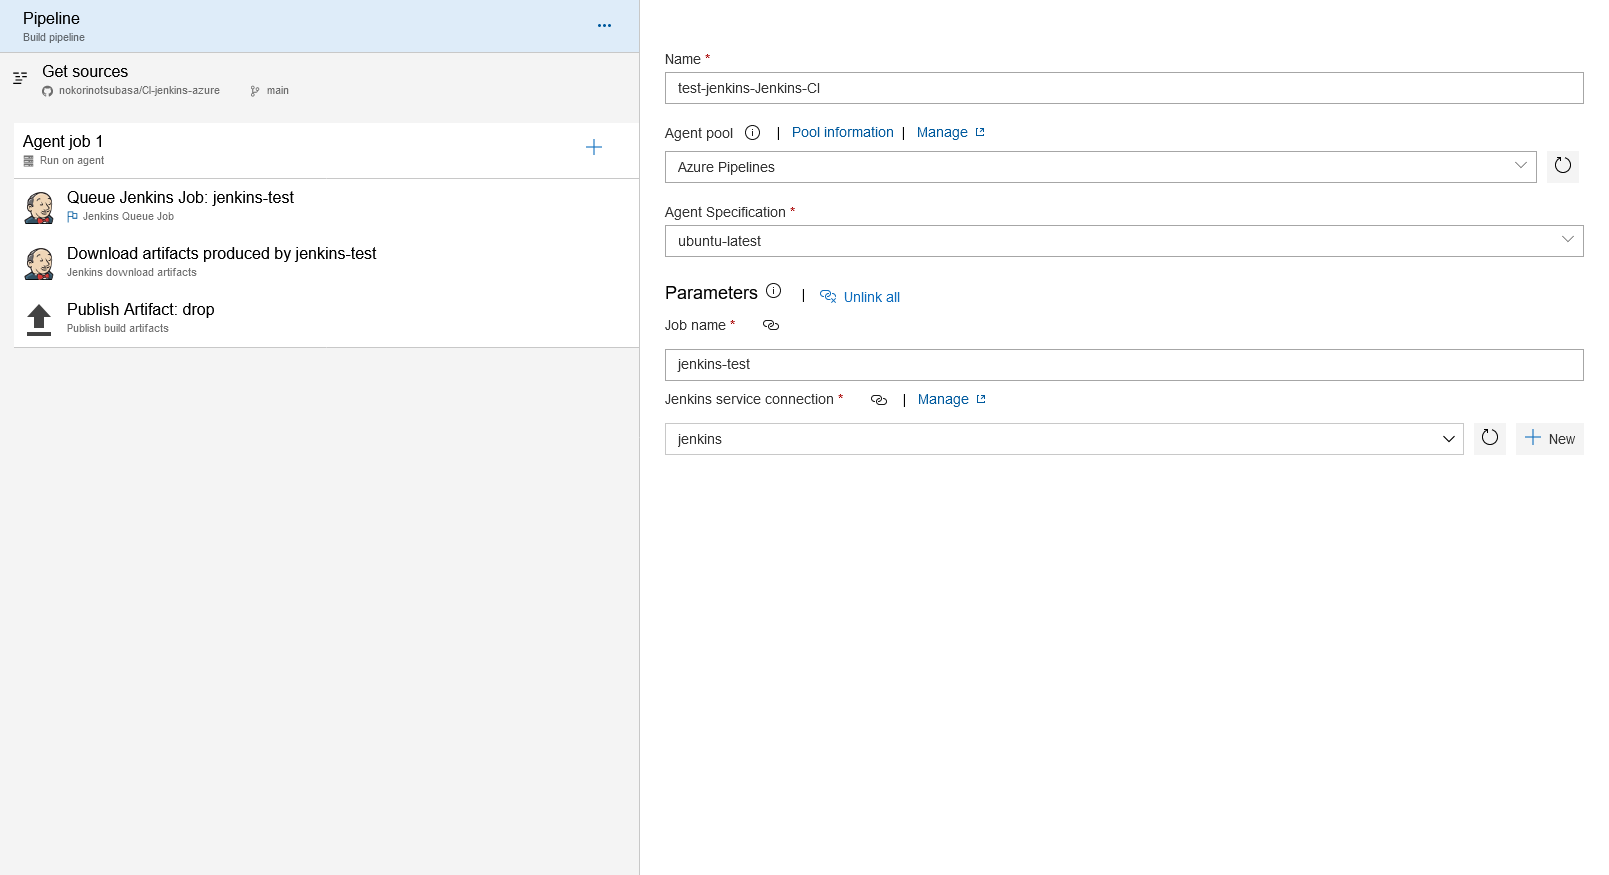 Pipeline
Build pipeline
Get sources
nokorinotsubasa/CI-jenkins-azure main
Agent job 1
Run on agent
Queue Jenkins Job: jenkins-test
Jenkins Queue Job
Download artifacts produced by jenkins-test
Jenkins download artifacts
Publish Artifact: drop
Publish build artifacts
Name *
test-jenkins-Jenkins-CI
Agent pool | Pool information | Manage
Azure Pipelines
Agent Specification *
ubuntu-latest
Parameters | Unlink all
Job name *
jenkins-test
Jenkins service connection * | Manage
jenkins
New